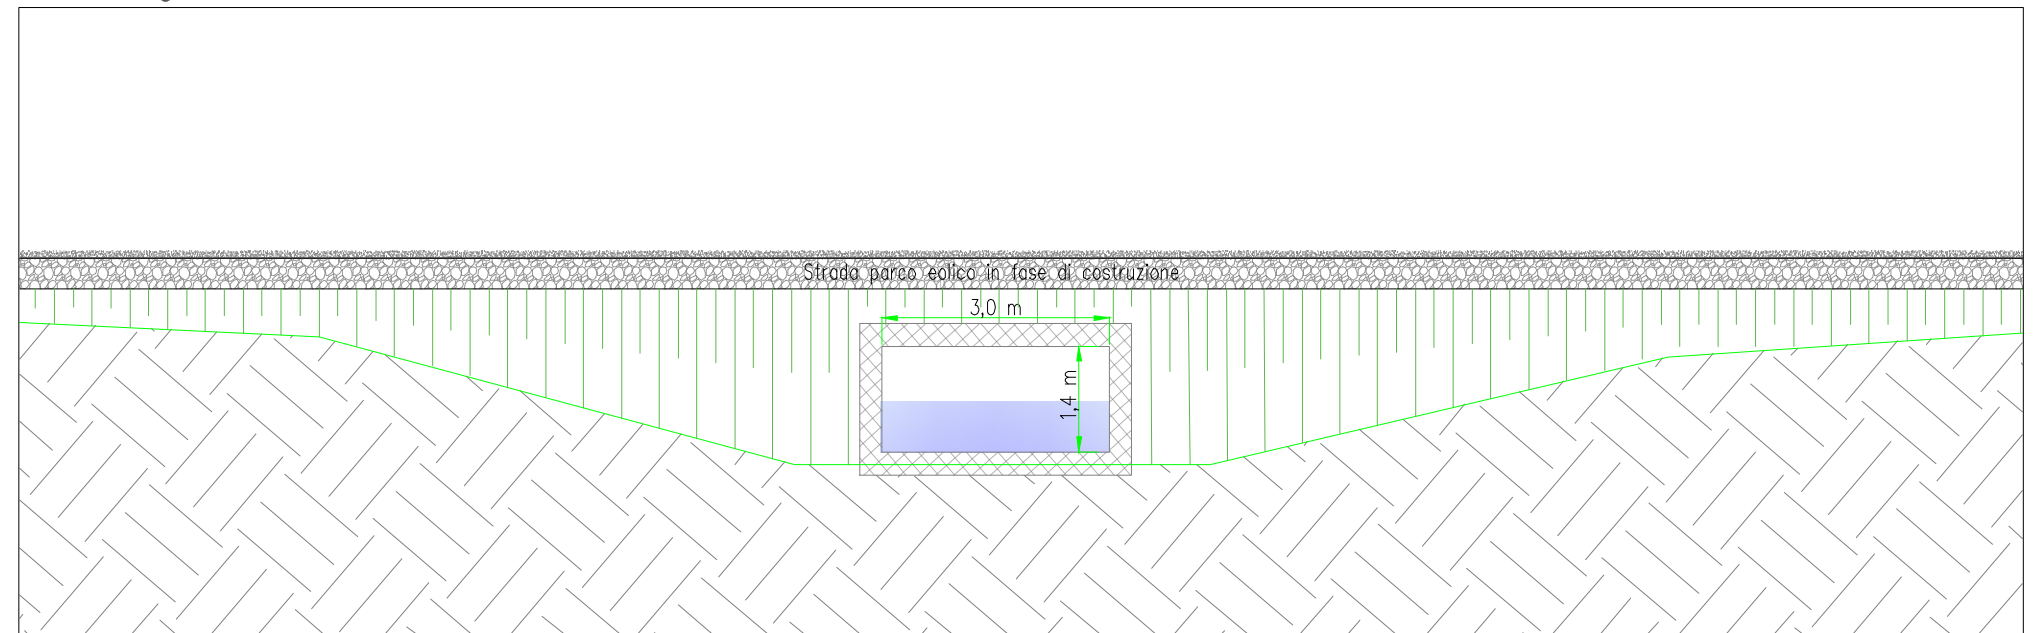 Strada parco eolico in fase di costruzione
3,0 m
1,4 m